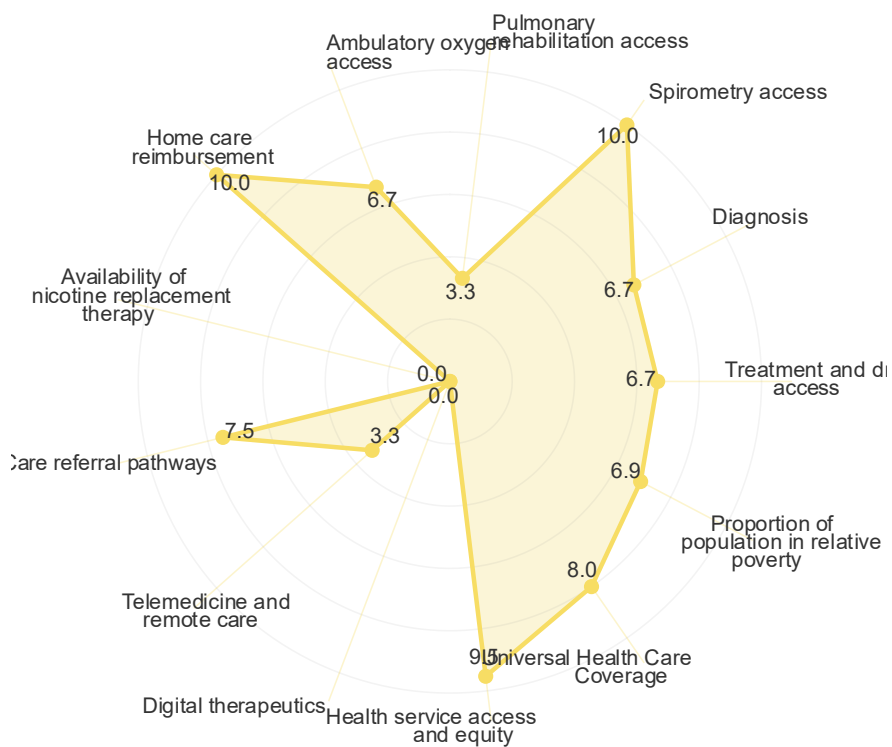 Pulmonary
rehabilitation access
Ambulatory oxygen
access
Spirometry access
10.0
Home care
reimbursement
10.0
6.7
Diagnosis
3.3
6.7
Availability of
nicotine replacement
therapy
0.0
0.0
6.7
Treatment and dr
access
7.5
3.3
Care referral pathways
6.9
Proportion of
population in relative
poverty
8.0
Telemedicine and
remote care
9.5
Universal Health Care
Coverage
Digital therapeutics
Health service access
and equity